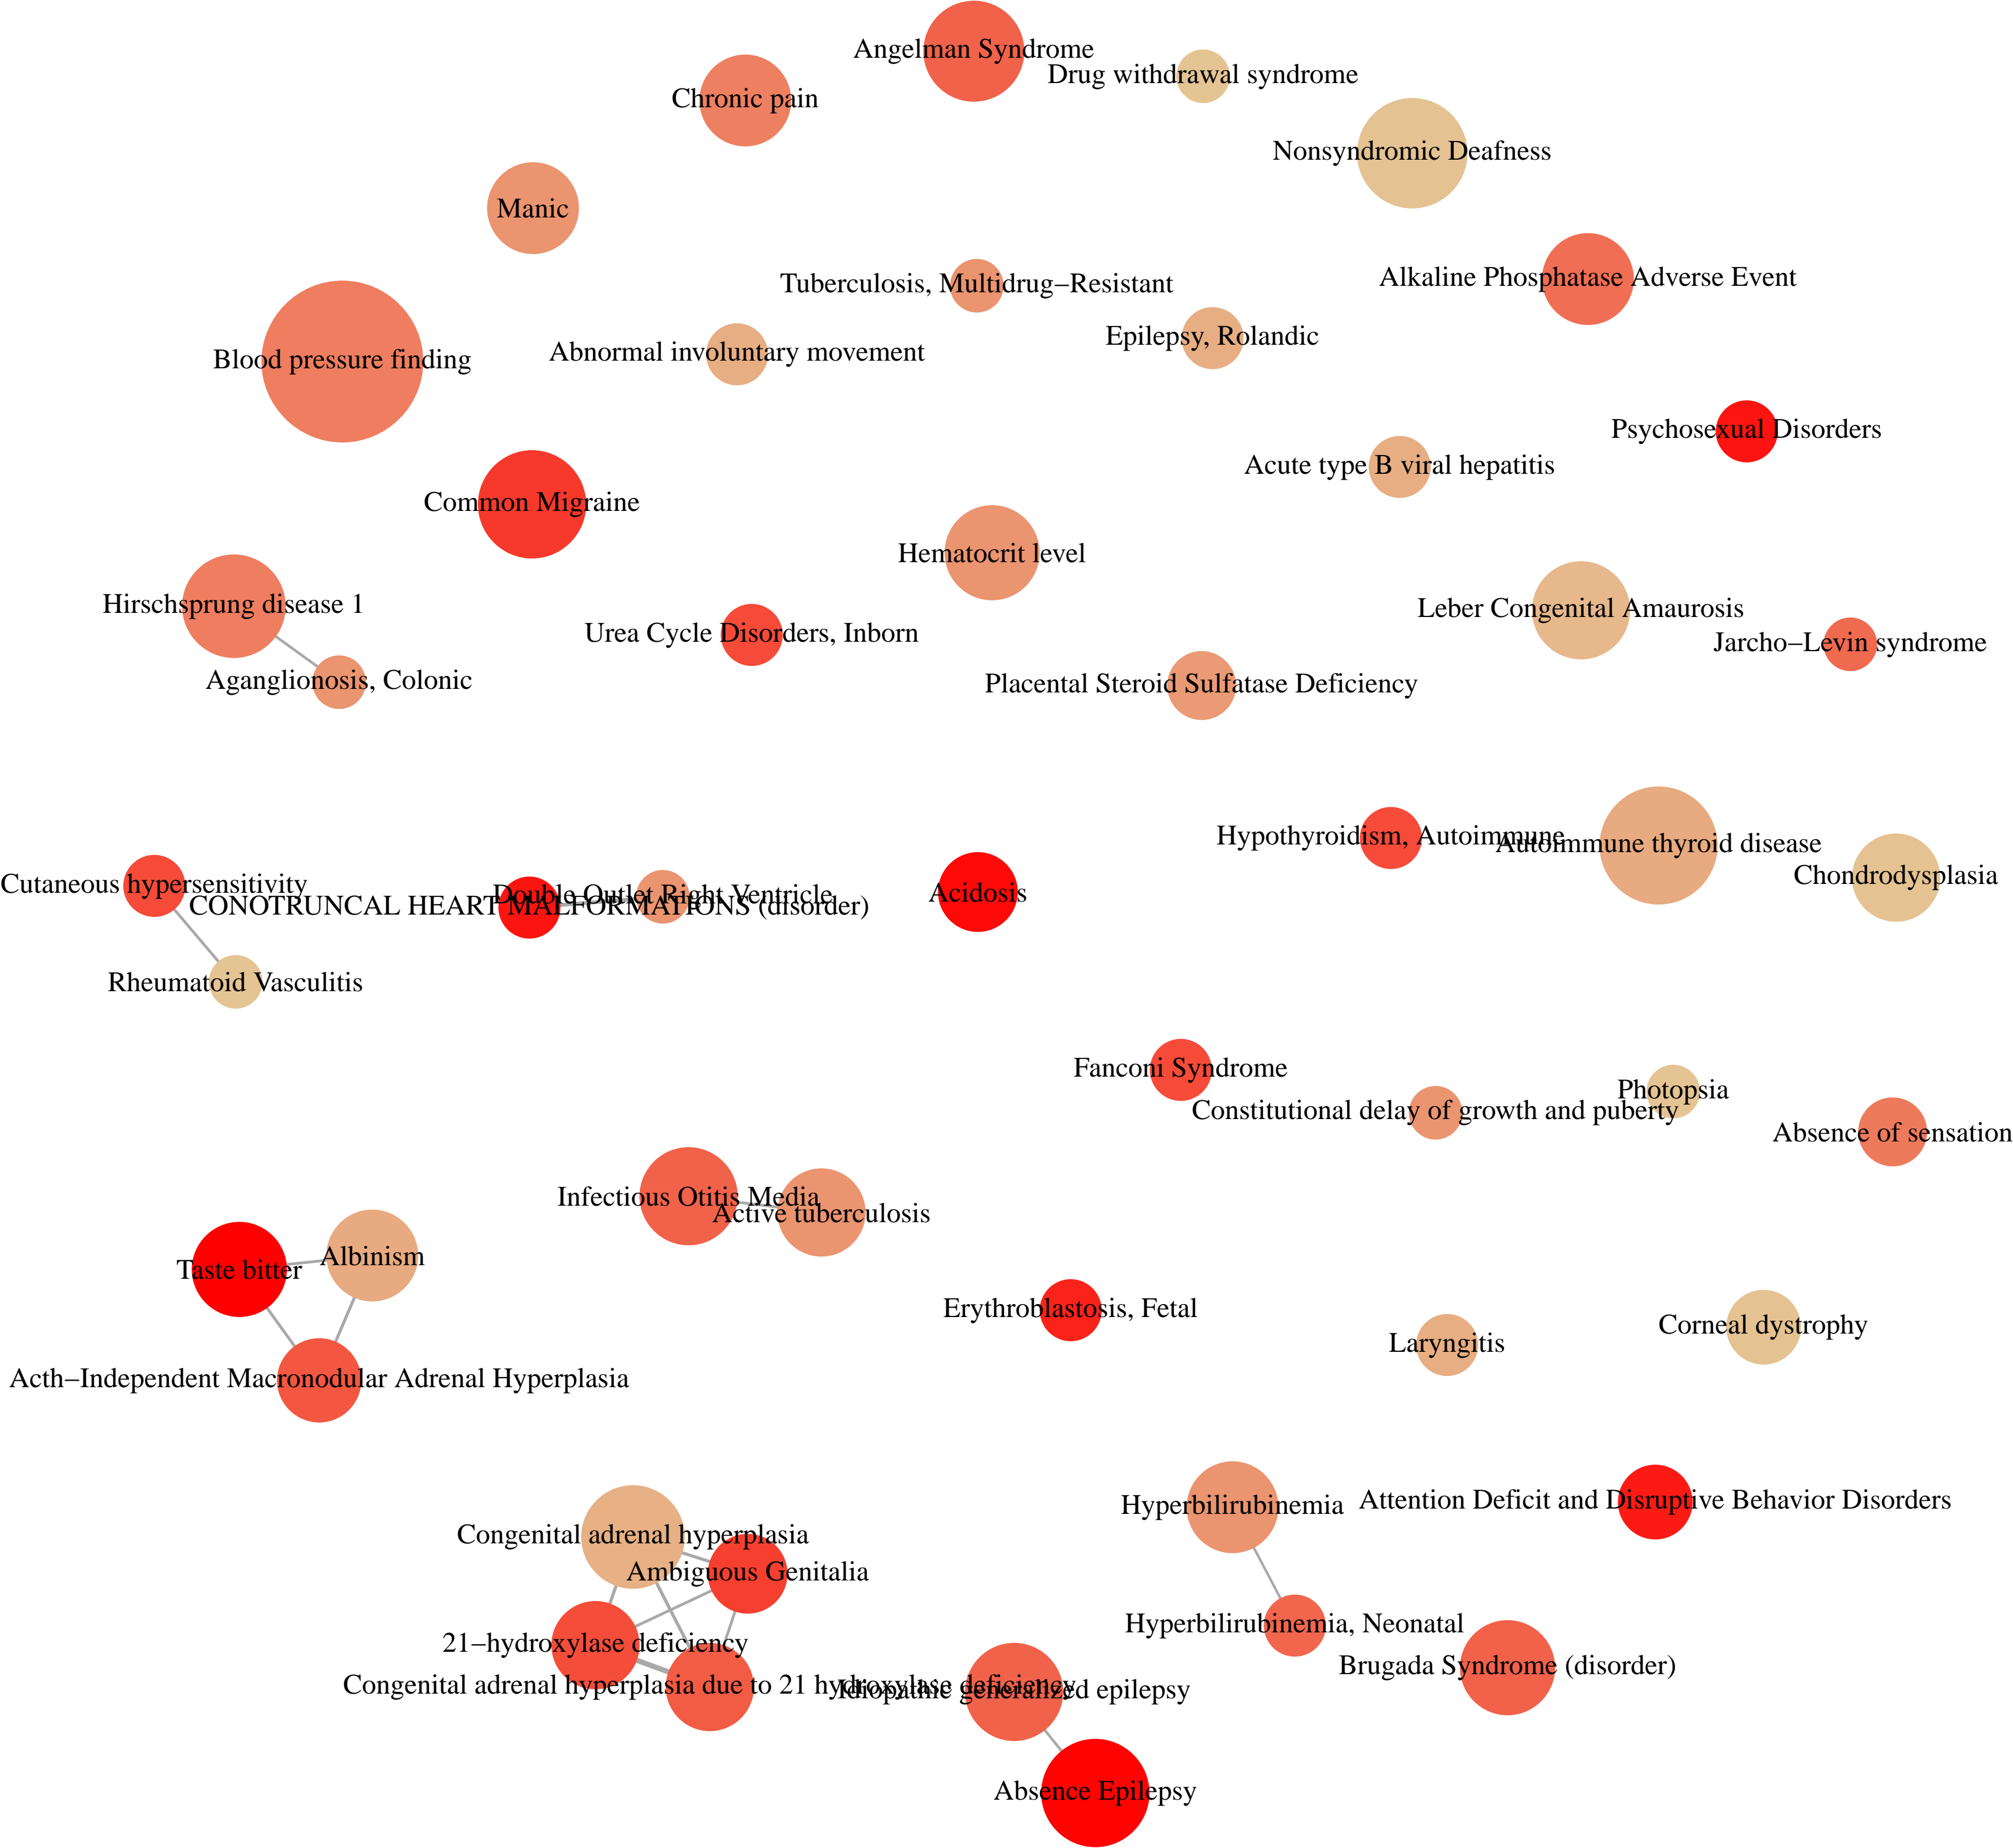 Angelman Syndrome
Drug withdrawal syndrome
Chronic pain
Nonsyndromic Deafness
Manic
Alkaline Phosphatase Adverse Event
Tuberculosis, Multidrug−Resistant
Epilepsy, Rolandic
Abnormal involuntary movement
Blood pressure finding
Psychosexual Disorders
Acute type B viral hepatitis
Common Migraine
Hematocrit level
Hirschsprung disease 1
Leber Congenital Amaurosis
Urea Cycle Disorders, Inborn
Jarcho−Levin syndrome
Aganglionosis, Colonic
Placental Steroid Sulfatase Deficiency
Hypothyroidism, Autoimmune
Autoimmune thyroid disease
Chondrodysplasia
Cutaneous hypersensitivity
Double Outlet Right Ventricle
Acidosis
CONOTRUNCAL HEART MALFORMATIONS (disorder)
Rheumatoid Vasculitis
Fanconi Syndrome
Photopsia
Constitutional delay of growth and puberty
Absence of sensation
Infectious Otitis Media
Active tuberculosis
Albinism
Taste bitter
Erythroblastosis, Fetal
Corneal dystrophy
Laryngitis
Acth−Independent Macronodular Adrenal Hyperplasia
Attention Deficit and Disruptive Behavior Disorders
Hyperbilirubinemia
Congenital adrenal hyperplasia
Ambiguous Genitalia
Hyperbilirubinemia, Neonatal
21−hydroxylase deficiency
Brugada Syndrome (disorder)
Congenital adrenal hyperplasia due to 21 hydroxylase deficiency
Idiopathic generalized epilepsy
Absence Epilepsy